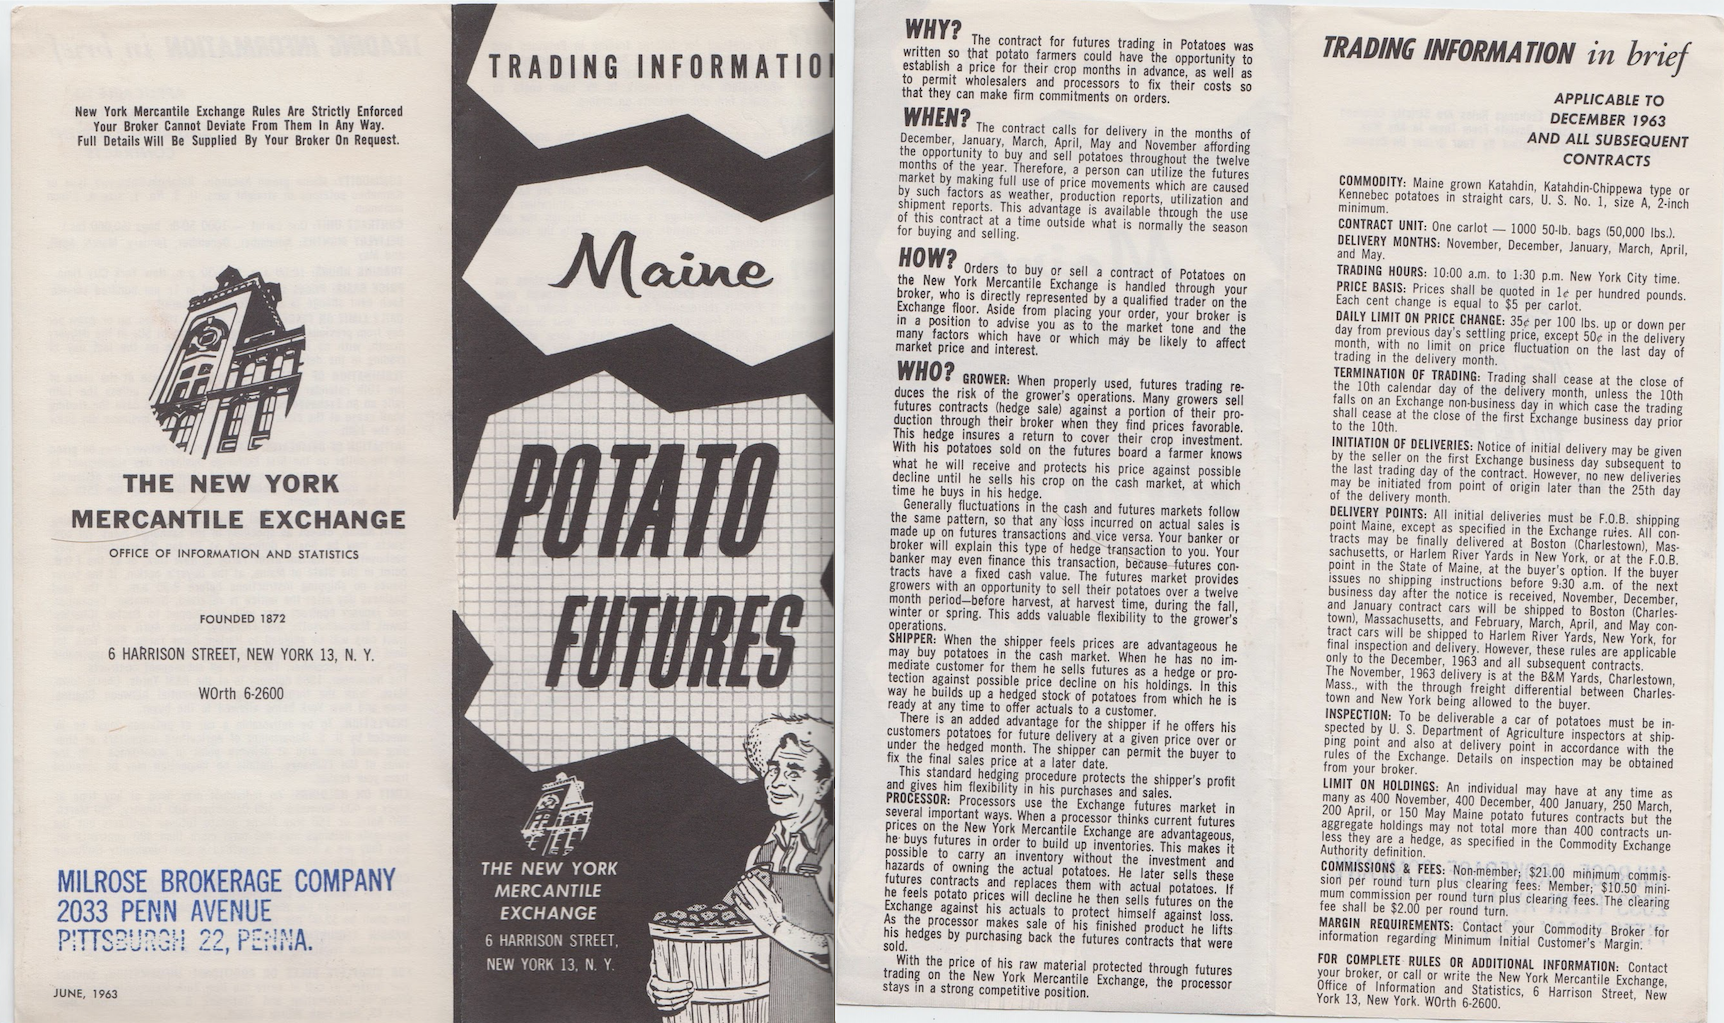 New York Mercantile Exchange Rules Are Strictly Enforced
Your Broker Cannot Deviate From Them In Any Way.
Full Details Will Be Supplied By Your Broker On Request.
THE NEW YORK
MERCANTILE EXCHANGE
OFFICE OF INFORMATION AND STATISTICS
FOUNDED 1872
6 HARRISON STREET, NEW YORK 13, N. Y.
WOrth 6-2600
MILROSE BROKERAGE COMPANY
2033 PENN AVENUE
PITTSBURGH 22, PENNA.
JUNE, 1963
TRADING INFORMATION
Maine
POTATO
FUTURES
THE NEW YORK
MERCANTILE
EXCHANGE
6 HARRISON STREET,
NEW YORK 13, N. Y.
WHY? The contract for futures trading in Potatoes was
written so that potato farmers could have the opportunity to
establish a price for their crop months in advance, as well as
to permit wholesalers and processors to fix their costs so
that they can make firm commitments on orders.
WHEN? The contract calls for delivery in the months of
December, January, March, April, May and November affording
the opportunity to buy and sell potatoes throughout the twelve
months of the year. Therefore, a person can utilize the futures
market by making full use of price movements which are caused
by such factors as weather, production reports, utilization and
shipment reports. This advantage is available through the use
of this contract at a time outside what is normally the season
for buying and selling.
HOW? Orders to buy or sell a contract of Potatoes on
the New York Mercantile Exchange is handled through your
broker, who is directly represented by a qualified trader on the
Exchange floor. Aside from placing your order, your broker is
in a position to advise you as to the market tone and the
many factors which have or which may be likely to affect
market price and interest.
WHO? GROWER: When properly used, futures trading re-
duces the risk of the grower's operations. Many growers sell
futures contracts (hedge sale) against a portion of their pro-
duction through their broker when they find prices favorable.
This hedge insures a return to cover their crop investment.
With his potatoes sold on the futures board a farmer knows
what he will receive and protects his price against possible
decline until he sells his crop on the cash market, at which
time he buys in his hedge.
Generally fluctuations in the cash and futures markets follow
the same pattern, so that any loss incurred on actual sales is
made up on futures transactions and vice versa. Your banker or
broker will explain this type of hedge transaction to you. Your
banker may even finance this transaction, because futures con-
tracts have a fixed cash value. The futures market provides
growers with an opportunity to sell their potatoes over a twelve
month period—before harvest, at harvest time, during the fall,
winter or spring. This adds valuable flexibility to the grower's
operations.
SHIPPER: When the shipper feels prices are advantageous he
may buy potatoes in the cash market. When he has no im-
mediate customer for them he sells futures as a hedge or pro-
tection against possible price decline on his holdings. In this
way he builds up a hedged stock of potatoes from which he is
ready at any time to offer actuals to a customer.
There is an added advantage for the shipper if he offers his
customers potatoes for future delivery at a given price over or
under the hedged month. The shipper can permit the buyer to
fix the final sales price at a later date.
This standard hedging procedure protects the shipper's profit
and gives him flexibility in his purchases and sales.
PROCESSOR: Processors use the Exchange futures market in
several important ways. When a processor thinks current futures
prices on the New York Mercantile Exchange are advantageous,
he buys futures in order to build up inventories. This makes it
possible to carry an inventory without the investment and
hazards of owning the actual potatoes. He later sells these
futures contracts and replaces them with actual potatoes. If
he feels potato prices will decline he then sells futures on the
Exchange against his actuals to protect himself against loss.
As the processor makes sale of his finished product he lifts
his hedges by purchasing back the futures contracts that were
sold.
With the price of his raw material protected through futures
trading on the New York Mercantile Exchange, the processor
stays in a strong competitive position.
TRADING INFORMATION in brief
APPLICABLE TO
DECEMBER 1963
AND ALL SUBSEQUENT
CONTRACTS
COMMODITY: Maine grown Katahdin, Katahdin-Chippewa type or
Kennebec potatoes in straight cars, U. S. No. 1, size A, 2-inch
minimum.
CONTRACT UNIT: One carlot — 1000 50-lb. bags (50,000 lbs.).
DELIVERY MONTHS: November, December, January, March, April,
and May.
TRADING HOURS: 10:00 a.m. to 1:30 p.m. New York City time.
PRICE BASIS: Prices shall be quoted in 1¢ per hundred pounds.
Each cent change is equal to $5 per carlot.
DAILY LIMIT ON PRICE CHANGE: 35¢ per 100 lbs. up or down per
day from previous day's settling price, except 50¢ in the delivery
month, with no limit on price fluctuation on the last day of
trading in the delivery month.
TERMINATION OF TRADING: Trading shall cease at the close of
the 10th calendar day of the delivery month, unless the 10th
falls on an Exchange non-business day in which case the trading
shall cease at the close of the first Exchange business day prior
to the 10th.
INITIATION OF DELIVERIES: Notice of initial delivery may be given
by the seller on the first Exchange business day subsequent to
the last trading day of the contract. However, no new deliveries
may be initiated from point of origin later than the 25th day
of the delivery month.
DELIVERY POINTS: All initial deliveries must be F.O.B. shipping
point Maine, except as specified in the Exchange rules. All con-
tracts may be finally delivered at Boston (Charlestown), Mas-
sachusetts, or Harlem River Yards in New York, or at the F.O.B.
point in the State of Maine, at the buyer's option. If the buyer
issues no shipping instructions before 9:30 a.m. of the next
business day after the notice is received, November, December,
and January contract cars will be shipped to Boston (Charles-
town), Massachusetts, and February, March, April, and May con-
tract cars will be shipped to Harlem River Yards, New York, for
final inspection and delivery. However, these rules are applicable
only to the December, 1963 and all subsequent contracts.
The November, 1963 delivery is at the B&M Yards, Charlestown,
Mass., with the through freight differential between Charles-
town and New York being allowed to the buyer.
INSPECTION: To be deliverable a car of potatoes must be in-
spected by U. S. Department of Agriculture inspectors at ship-
ping point and also at delivery point in accordance with the
rules of the Exchange. Details on inspection may be obtained
from your broker.
LIMIT ON HOLDINGS: An individual may have at any time as
many as 400 November, 400 December, 400 January, 250 March,
200 April, or 150 May Maine potato futures contracts but the
aggregate holdings may not total more than 400 contracts un-
less they are a hedge, as specified in the Commodity Exchange
Authority definition.
COMMISSIONS & FEES: Non-member; $21.00 minimum commis-
sion per round turn plus clearing fees: Member; $10.50 mini-
mum commission per round turn plus clearing fees. The clearing
fee shall be $2.00 per round turn.
MARGIN REQUIREMENTS: Contact your Commodity Broker for
information regarding Minimum Initial Customer's Margin.
FOR COMPLETE RULES OR ADDITIONAL INFORMATION: Contact
your broker, or call or write the New York Mercantile Exchange,
Office of Information and Statistics, 6 Harrison Street, New
York 13, New York. WOrth 6-2600.